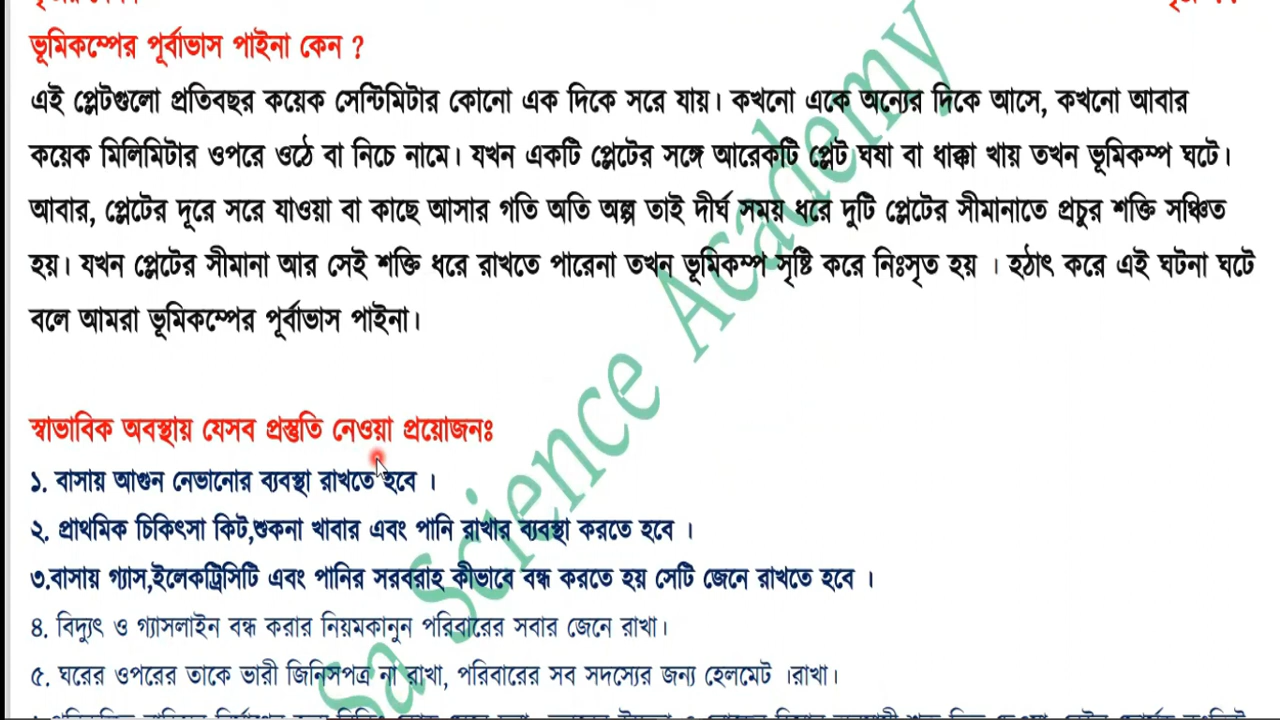 ভূমিকম্পের পূর্বাভাস পাইনা কেন ?
এই প্লেটগুলো প্রতিবছর কয়েক সেন্টিমিটার কোনো এক দিকে সরে যায়। কখনো একে অন্যের দিকে আসে, কখনো আবার
কয়েক মিলিমিটার ওপরে ওঠে বা নিচে নামে। যখন একটি প্লেটের সঙ্গে আরেকটি প্লেট ঘষা বা ধাক্কা খায় তখন ভূমিকম্প ঘটে।
আবার, প্লেটের দূরে সরে যাওয়া বা কাছে আসার গতি অতি অল্প তাই দীর্ঘ সময় ধরে দুটি প্লেটের সীমানাতে প্রচুর শক্তি সঞ্চিত
হয়। যখন প্লেটের সীমানা আর সেই শক্তি ধরে রাখতে পারেনা তখন ভূমিকম্প সৃষ্টি করে নিঃসৃত হয় । হঠাৎ করে এই ঘটনা ঘটে
বলে আমরা ভূমিকম্পের পূর্বাভাস পাইনা।
স্বাভাবিক অবস্থায় যেসব প্রস্তুতি নেওয়া প্রয়োজনঃ
১. বাসায় আগুন নেভানোর ব্যবস্থা রাখতে হবে ।
২. প্রাথমিক চিকিৎসা কিট,শুকনা খাবার এবং পানি রাখার ব্যবস্থা করতে হবে ।
৩.বাসায় গ্যাস,ইলেকট্রিসিটি এবং পানির সরবরাহ কীভাবে বন্ধ করতে হয় সেটি জেনে রাখতে হবে ।
৪. বিদ্যুৎ ও গ্যাসলাইন বন্ধ করার নিয়মকানুন পরিবারের সবার জেনে রাখা।
৫. ঘরের ওপরের তাকে ভারী জিনিসপত্র না রাখা, পরিবারের সব সদস্যের জন্য হেলমেট ।রাখা।
Sa Science Academy